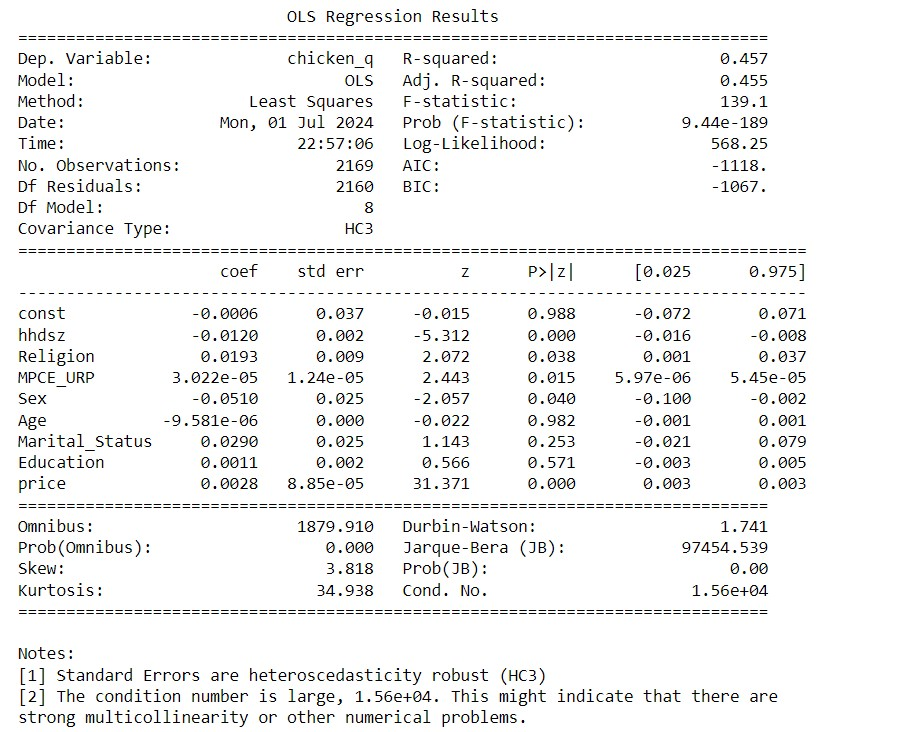 OLS Regression Results
==============================================================================
Dep. Variable: chicken_q R-squared: 0.457
Model: OLS Adj. R-squared: 0.455
Method: Least Squares F-statistic: 139.1
Date: Mon, 01 Jul 2024 Prob (F-statistic): 9.44e-189
Time: 22:57:06 Log-Likelihood: 568.25
No. Observations: 2169 AIC: -1118.
Df Residuals: 2160 BIC: -1067.
Df Model: 8
Covariance Type: HC3
==================================================================================
coef std err z P>|z| [0.025 0.975]
----------------------------------------------------------------------------------
const -0.0006 0.037 -0.015 0.988 -0.072 0.071
hhdsz -0.0120 0.002 -5.312 0.000 -0.016 -0.008
Religion 0.0193 0.009 2.072 0.038 0.001 0.037
MPCE_URP 3.022e-05 1.24e-05 2.443 0.015 5.97e-06 5.45e-05
Sex -0.0510 0.025 -2.057 0.040 -0.100 -0.002
Age -9.581e-06 0.000 -0.022 0.982 -0.001 0.001
Marital_Status 0.0290 0.025 1.143 0.253 -0.021 0.079
Education 0.0011 0.002 0.566 0.571 -0.003 0.005
price 0.0028 8.85e-05 31.371 0.000 0.003 0.003
==============================================================================
Omnibus: 1879.910 Durbin-Watson: 1.741
Prob(Omnibus): 0.000 Jarque-Bera (JB): 97454.539
Skew: 3.818 Prob(JB): 0.00
Kurtosis: 34.938 Cond. No. 1.56e+04
==============================================================================
Notes:
[1] Standard Errors are heteroscedasticity robust (HC3)
[2] The condition number is large, 1.56e+04. This might indicate that there are
strong multicollinearity or other numerical problems.